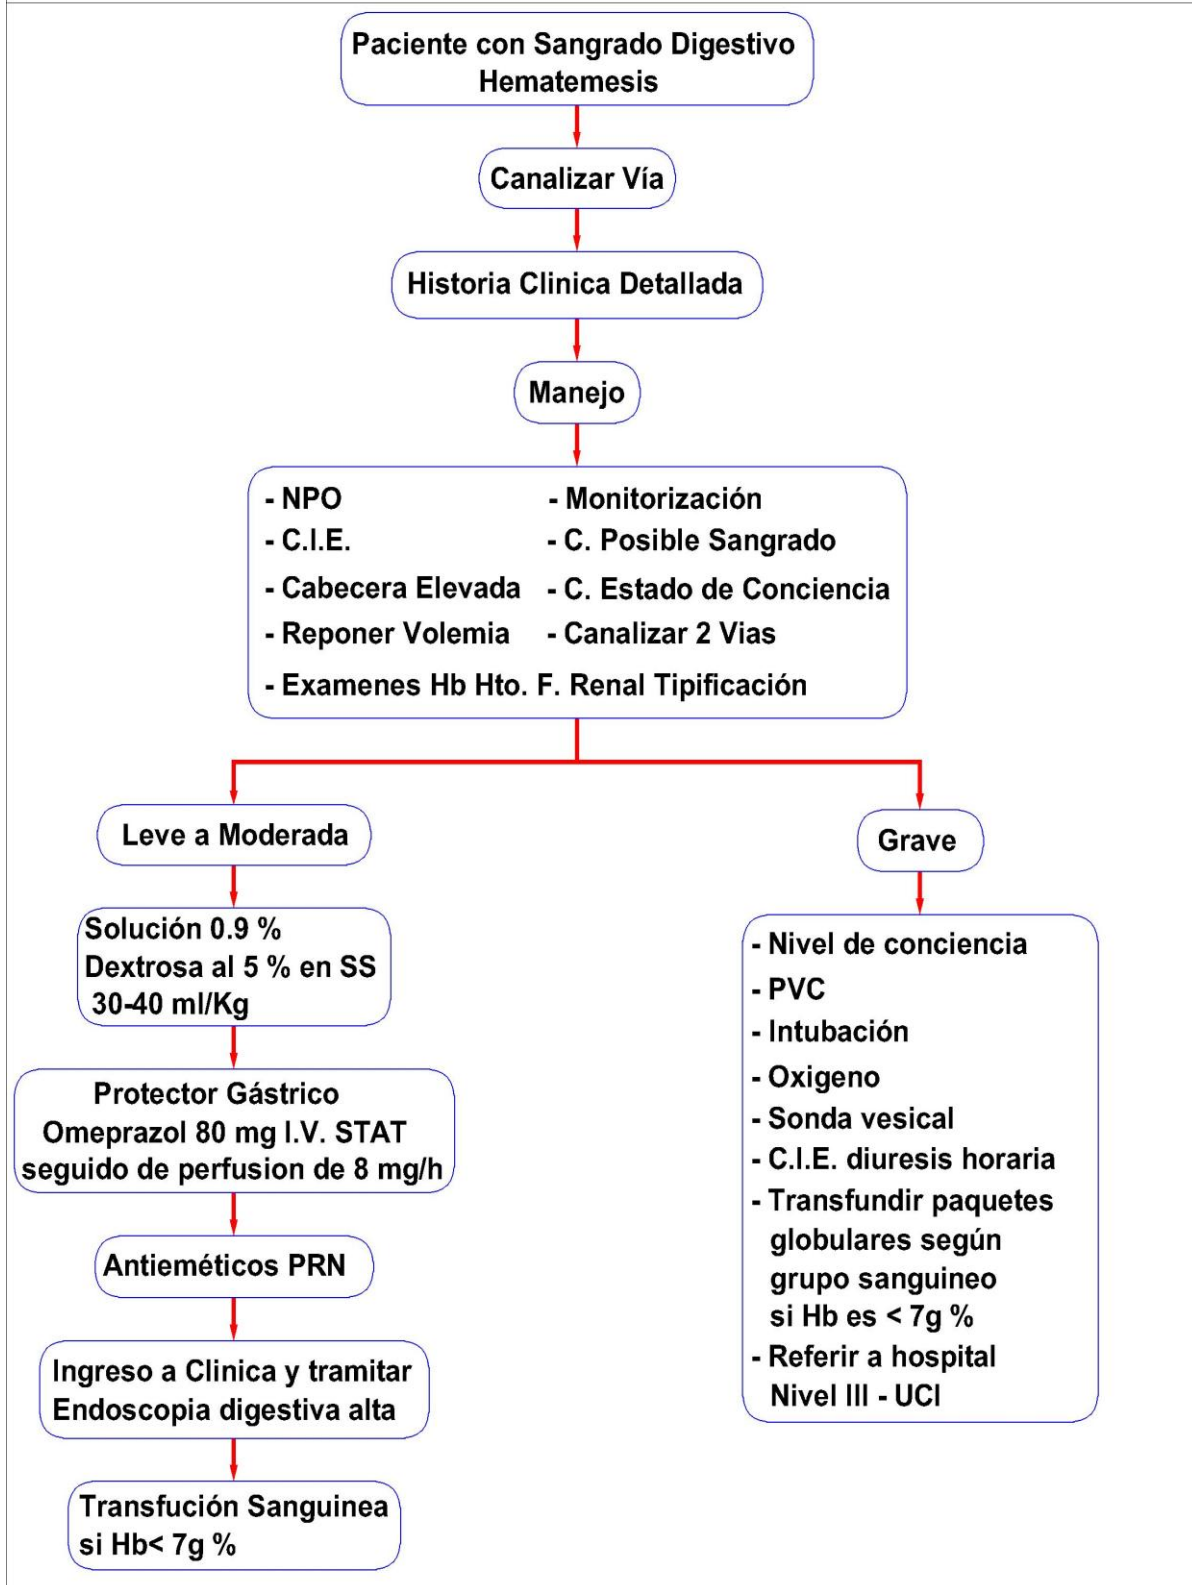 Paciente con Sangrado Digestivo
Hematemesis
Canalizar Vía
Historia Clinica Detallada
Manejo
- NPO
- Monitorización
- C.I.E.
- C. Posible Sangrado
- Cabecera Elevada
- C. Estado de Conciencia
- Reponer Volemia
- Canalizar 2 Vias
- Examenes Hb Hto. F. Renal Tipificación
Leve a Moderada
Solución 0.9 %
Dextrosa al 5 % en SS
30-40 ml/Kg
Protector Gástrico
Omeprazol 80 mg I.V. STAT
seguido de perfusion de 8 mg/h
Antieméticos PRN
Ingreso a Clinica y tramitar
Endoscopia digestiva alta
Transfución Sanguinea
si Hb< 7g %
Grave
- Nivel de conciencia
- PVC
- Intubación
- Oxigeno
- Sonda vesical
- C.I.E. diuresis horaria
- Transfundir paquetes
globulares según
grupo sanguineo
si Hb es < 7g %
- Referir a hospital
Nivel III - UCI